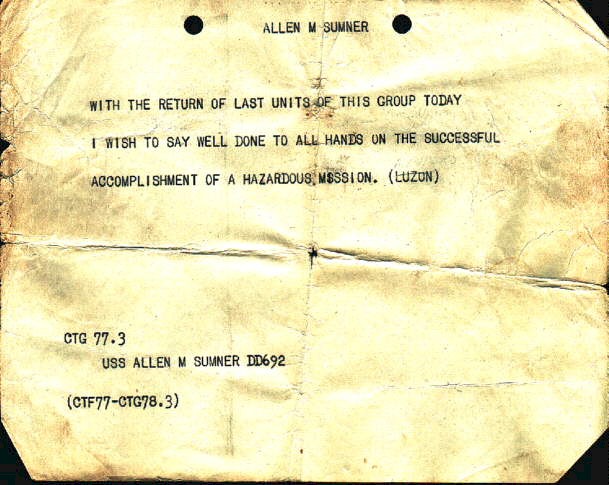 ALLEN M SUMNER
WITH THE RETURN OF LAST UNITS OF THIS GROUP TODAY
I WISH TO SAY WELL DONE TO ALL HANDS ON THE SUCCESSFUL
ACCOMPLISHMENT OF A HAZARDOUS MSSSION. (LUZON)
CTG 77.3
USS ALLEN M SUMNER DD692
(CTF77-CTG78.3)